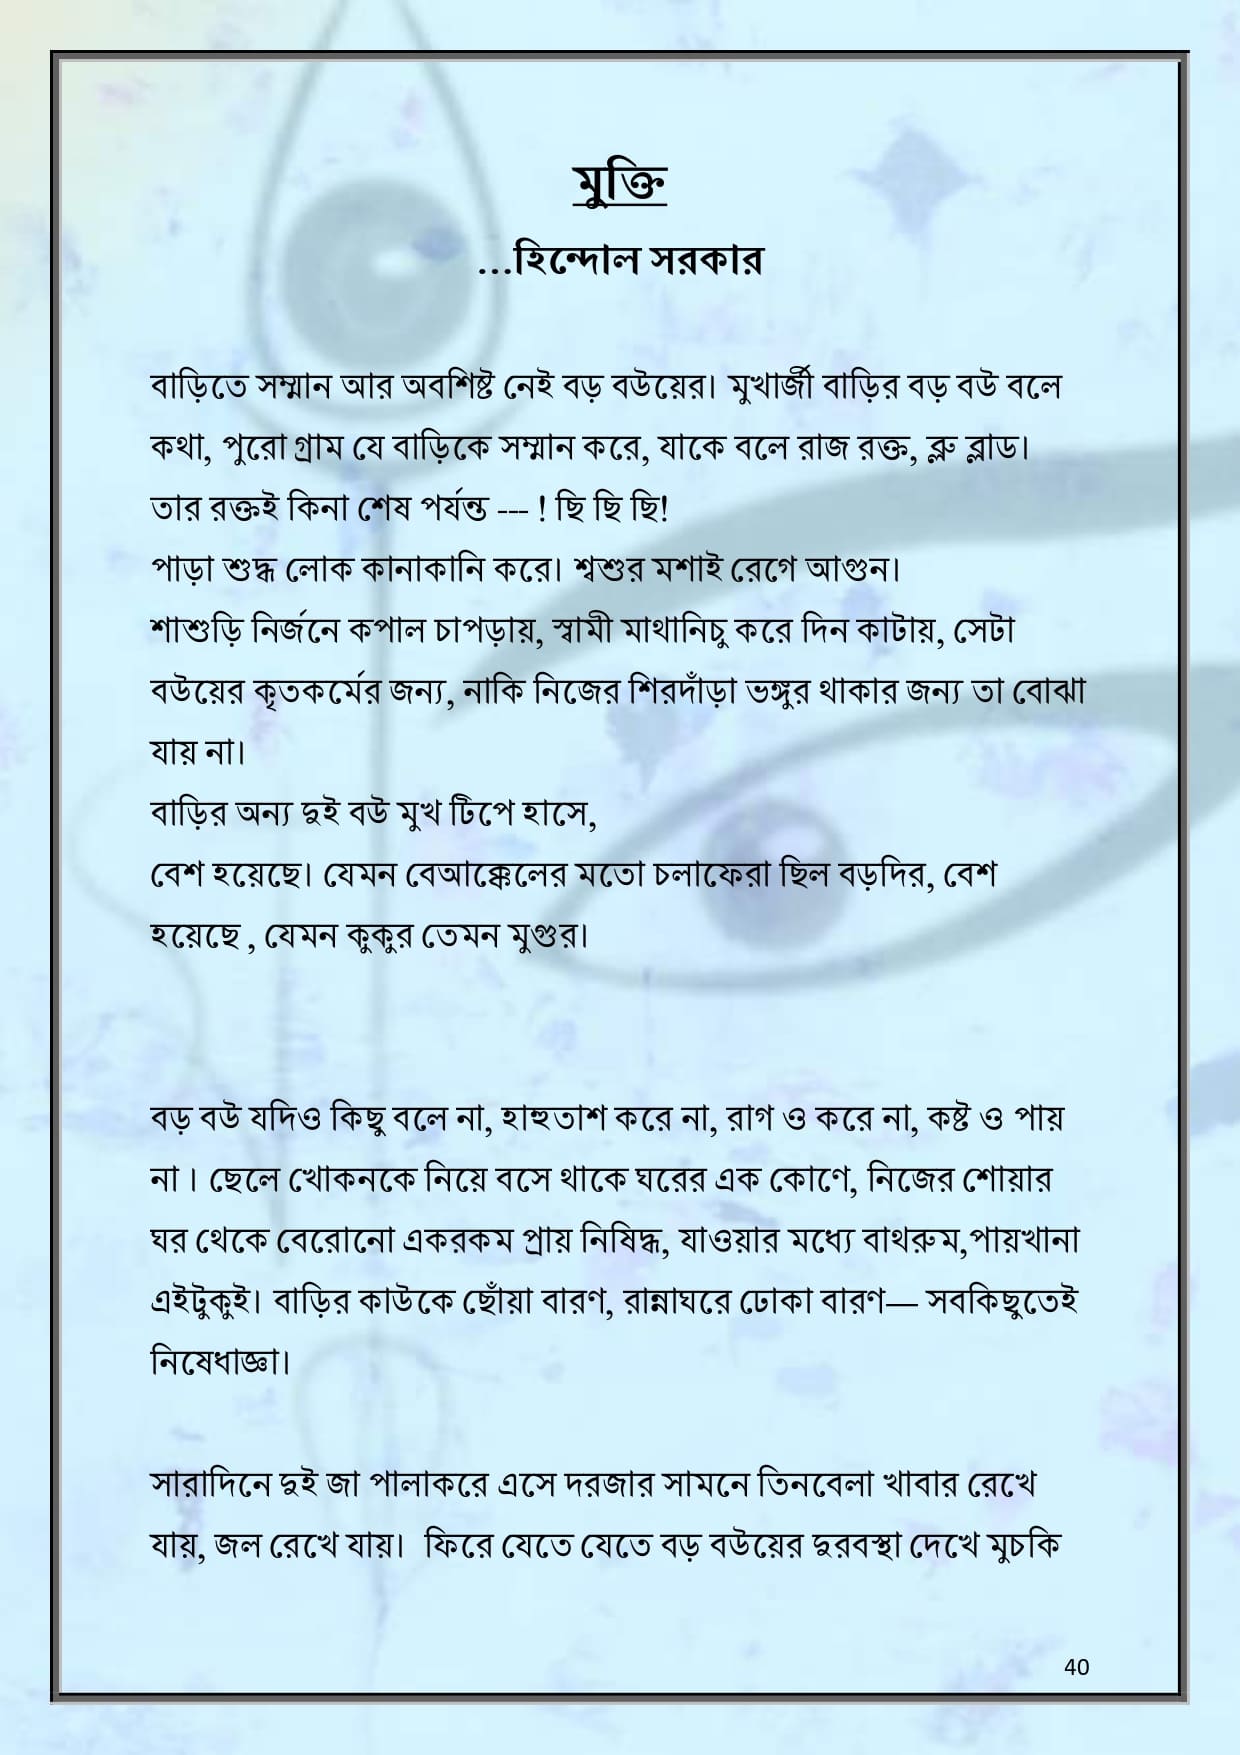 মুক্তি
...হিন্দোল সরকার
বাড়িতে সম্মান আর অবশিষ্ট নেই বড় বউয়ের। মুখার্জী বাড়ির বড় বউ বলে
কথা, পুরো গ্রাম যে বাড়িকে সম্মান করে, যাকে বলে রাজ রক্ত, ব্লু ব্লাড।
তার রক্তই কিনা শেষ পর্যন্ত --- ! ছি ছি ছি!
পাড়া শুদ্ধ লোক কানাকানি করে। শ্বশুর মশাই রেগে আগুন।
শাশুড়ি নির্জনে কপাল চাপড়ায়, স্বামী মাথানিচু করে দিন কাটায়, সেটা
বউয়ের কৃতকর্মের জন্য, নাকি নিজের শিরদাঁড়া ভঙ্গুর থাকার জন্য তা বোঝা
যায় না।
বাড়ির অন্য দুই বউ মুখ টিপে হাসে,
বেশ হয়েছে। যেমন বেআক্কেলের মতো চলাফেরা ছিল বড়দির, বেশ
হয়েছে , যেমন কুকুর তেমন মুগুর।
বড় বউ যদিও কিছু বলে না, হাহুতাশ করে না, রাগ ও করে না, কষ্ট ও পায়
না । ছেলে খোকনকে নিয়ে বসে থাকে ঘরের এক কোণে, নিজের শোয়ার
ঘর থেকে বেরোনো একরকম প্রায় নিষিদ্ধ, যাওয়ার মধ্যে বাথরুম,পায়খানা
এইটুকুই। বাড়ির কাউকে ছোঁয়া বারণ, রান্নাঘরে ঢোকা বারণ— সবকিছুতেই
নিষেধাজ্ঞা।
সারাদিনে দুই জা পালাকরে এসে দরজার সামনে তিনবেলা খাবার রেখে
যায়, জল রেখে যায়। ফিরে যেতে যেতে বড় বউয়ের দুরবস্থা দেখে মুচকি
40